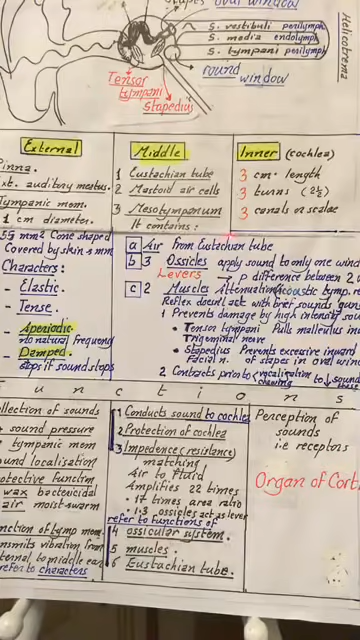 oval window
S. vestibuli perilymph
S. media endolymph
S. tympani perilymph
Helicotrema
round window
Tensor tympani
Stapedius
External
Pinna.
Ext. auditory meatus.
Tympanic mem.
1 cm diameter.
Middle
1 Eustachian tube
2 Mastoid air cells
3 Mesotympanum
It contains:
Inner (cochlea)
3 cm. length
3 turns (2½)
3 canals or scalae
55 mm² Cone shaped
Covered by skin & mm
Characters:
- Elastic.
- Tense.
- Aperiodic
no natural frequency
- Damped.
stops if sound stops
a Air from Eustachian tube
b 3 Ossicles apply sound to only one
Levers → p difference between 2
c 2 Muscles Attenuation Acoustic
Reflex doesn't act with brief sounds
1 Prevents damage by high intensity
• Tensor tympani Pulls malleus
Trigeminal nerve
• Stapedius Prevents excessive inward
Facial n. of stapes in oval
2 Contracts prior to vocalization to ↓ sound
chewing
u n c t i o n s
collection of sounds
sound pressure
tympanic mem
sound localisation
protective function
wax bactericidal
air moist warm
function of tymp mem.
transmits vibration from
external to middle ear
refer to characters
1 Conducts sound to cochlea
2 Protection of cochlea
3 Impedence (resistance)
matching
Air to fluid
Amplifies 22 times
• 17 times area ratio
• 1.3 ossicles act as lever
refer to functions of
4 ossicular system.
5 muscles.
6 Eustachian tube.
Perception of
sounds
i.e receptors
Organ of Corti